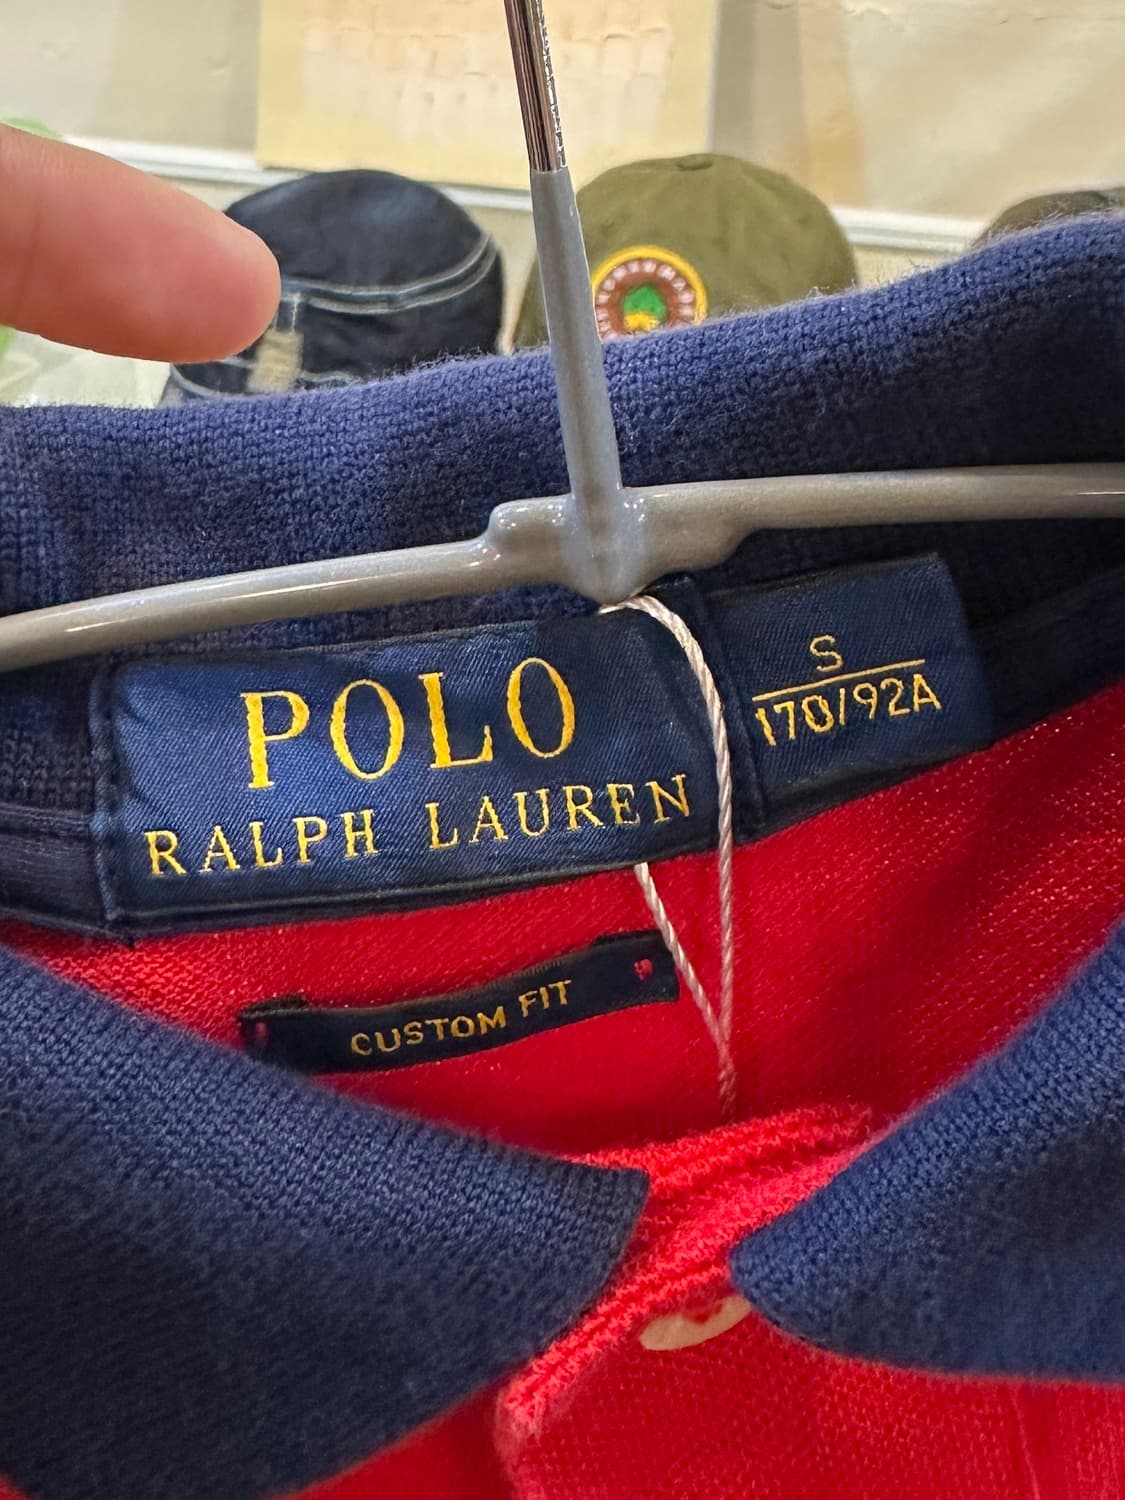 POLO
RALPH LAUREN
S
170/92A
CUSTOM FIT